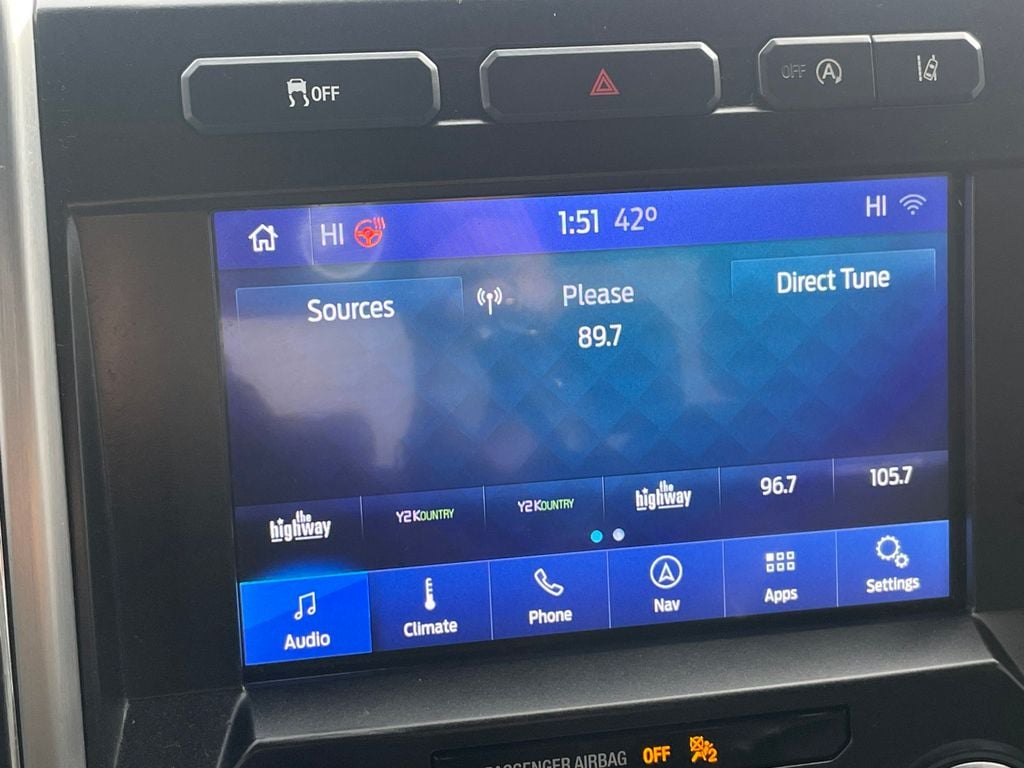 OFF
OFF A
HI 1:51 42° HI
Sources Please Direct Tune
89.7
the highway Y2KOUNTRY Y2KOUNTRY the highway 96.7 105.7
Audio Climate Phone Nav Apps Settings
PASSENGER AIRBAG OFF 2